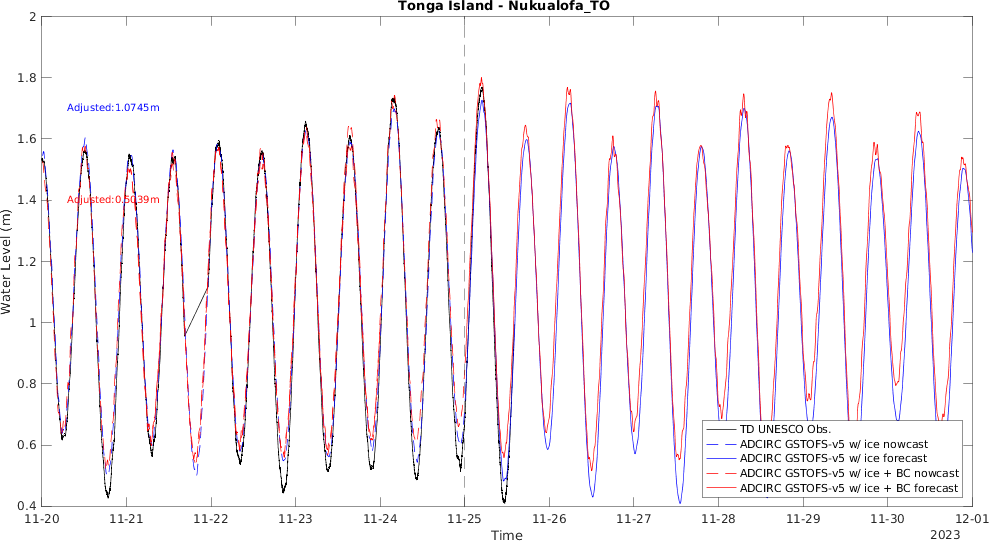 Tonga Island - Nukualofa_TO
2
1.8
1.6
1.4
1.2
1
0.8
0.6
0.4
Water Level (m)
Adjusted:1.0745m
Adjusted:0.5039m
TD UNESCO Obs.
ADCIRC GSTOFS-v5 w/ ice nowcast
ADCIRC GSTOFS-v5 w/ ice forecast
ADCIRC GSTOFS-v5 w/ ice + BC nowcast
ADCIRC GSTOFS-v5 w/ ice + BC forecast
11-20 11-21 11-22 11-23 11-24 11-25 11-26 11-27 11-28 11-29 11-30 12-01
Time
2023